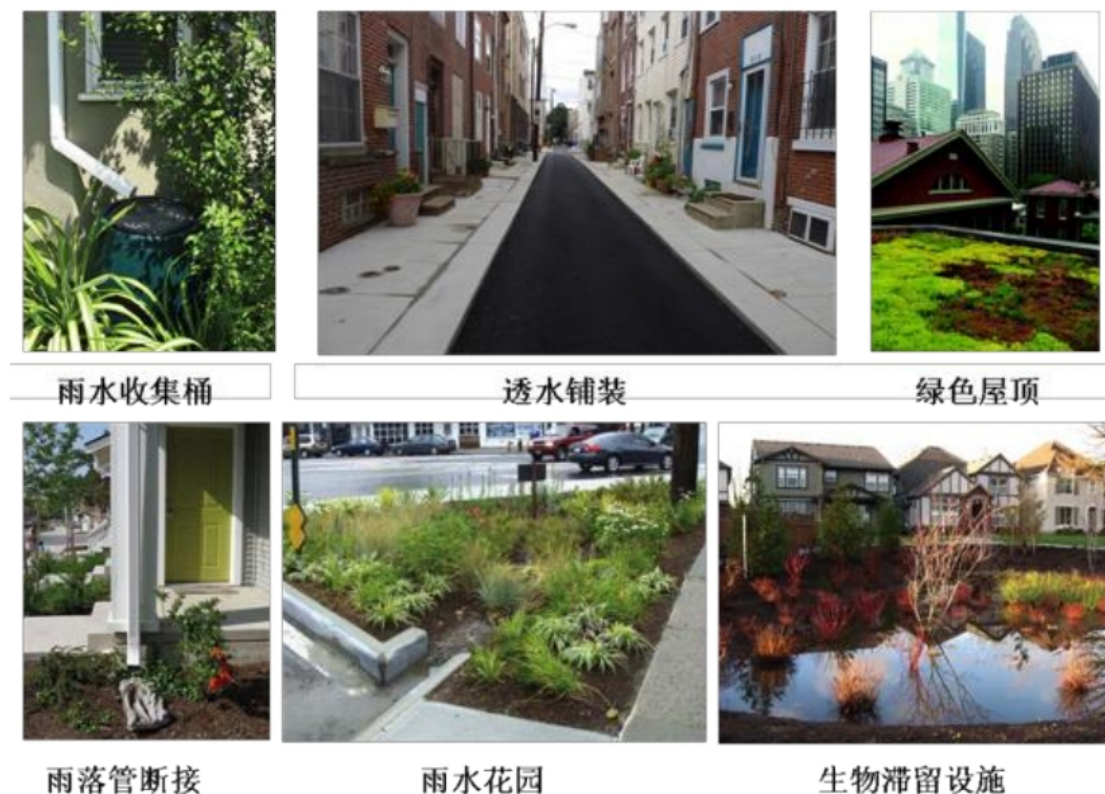 雨水收集桶
透水铺装
绿色屋顶
雨落管断接
雨水花园
生物滞留设施